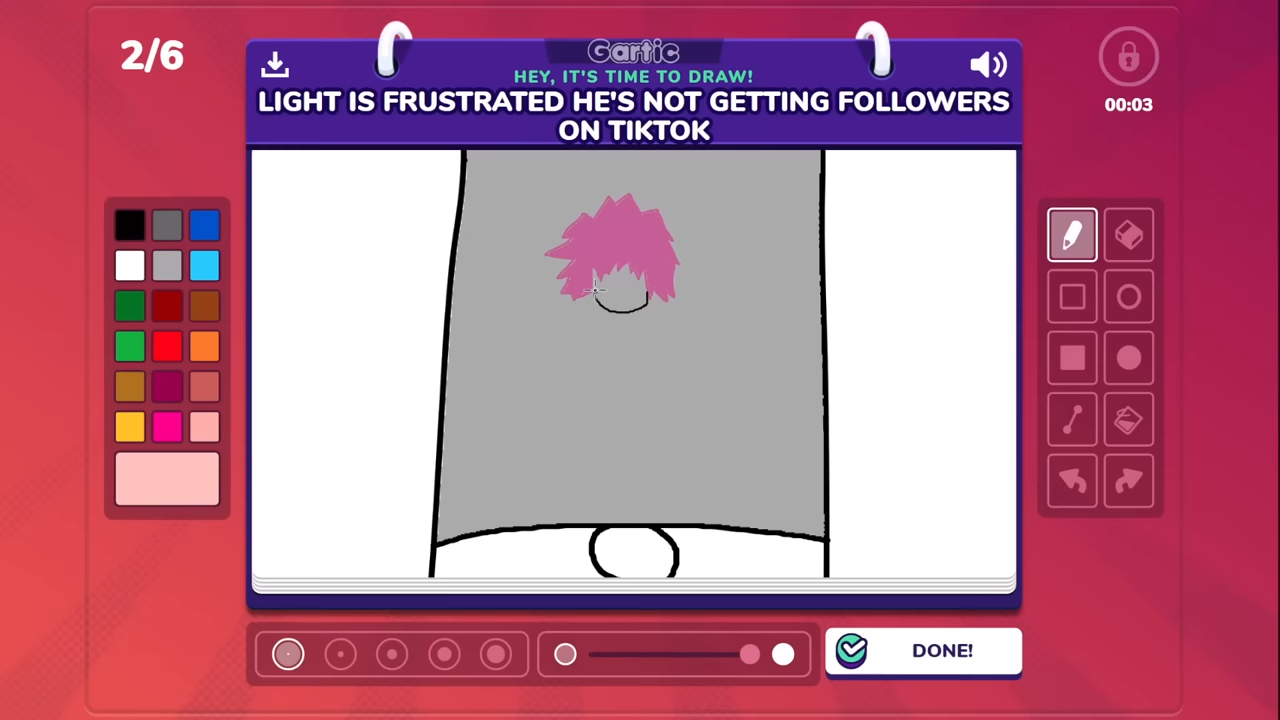 2/6
Gartic
HEY, IT'S TIME TO DRAW!
LIGHT IS FRUSTRATED HE'S NOT GETTING FOLLOWERS
ON TIKTOK
00:03
DONE!